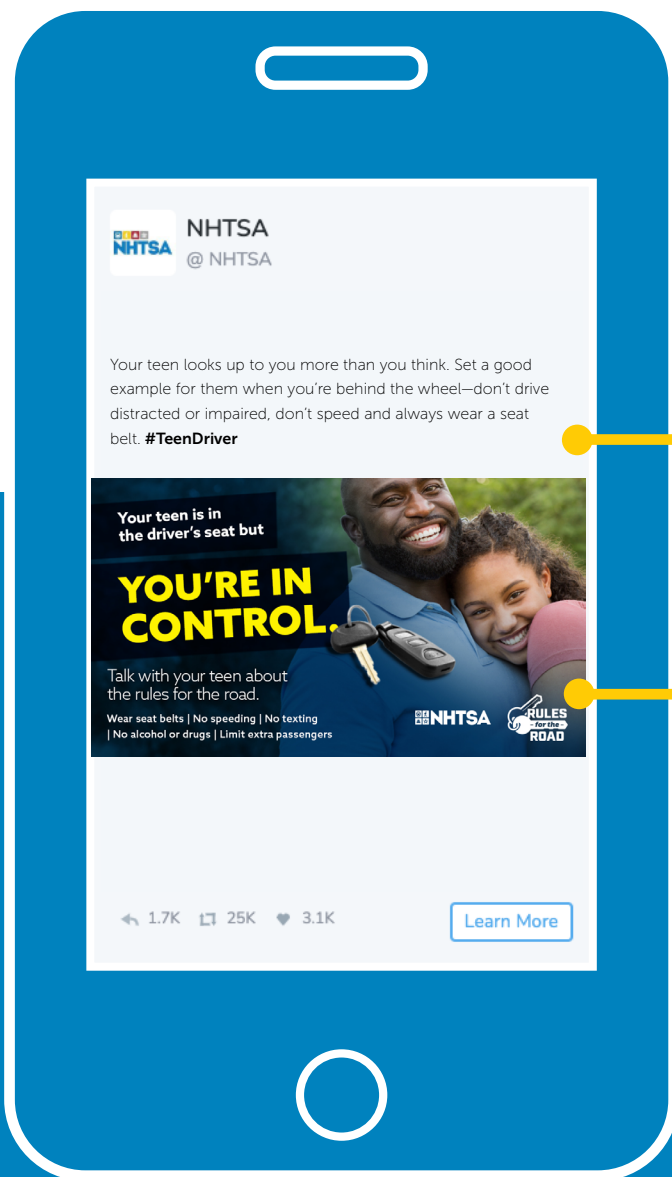 NHTSA
NHTSA
@ NHTSA
Your teen looks up to you more than you think. Set a good
example for them when you're behind the wheel—don't drive
distracted or impaired, don't speed and always wear a seat
belt. #TeenDriver
Your teen is in
the driver's seat but
YOU'RE IN
CONTROL.
Talk with your teen about
the rules for the road.
Wear seat belts | No speeding | No texting
| No alcohol or drugs | Limit extra passengers
NHTSA
RULES
- for the -
ROAD
1.7K 25K 3.1K
Learn More